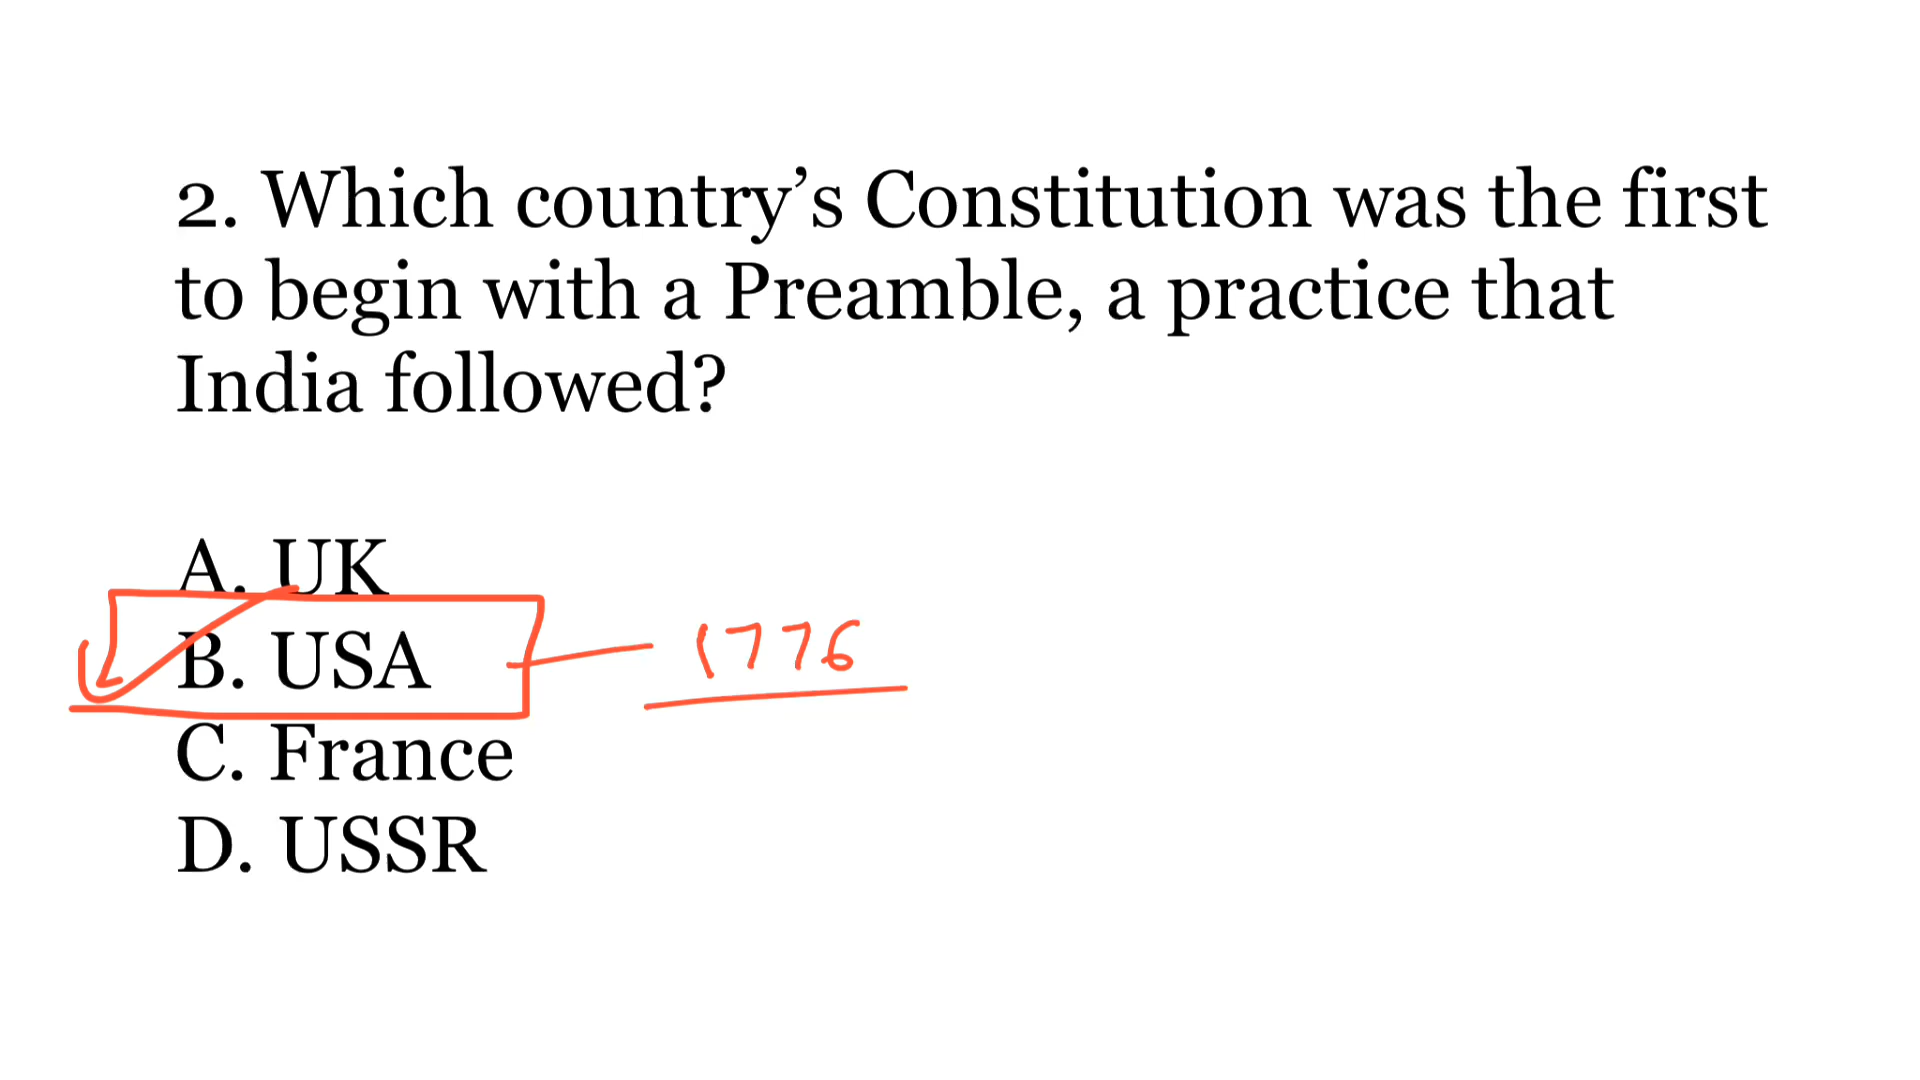 2. Which country’s Constitution was the first
to begin with a Preamble, a practice that
India followed?
A. UK
B. USA
1776
C. France
D. USSR